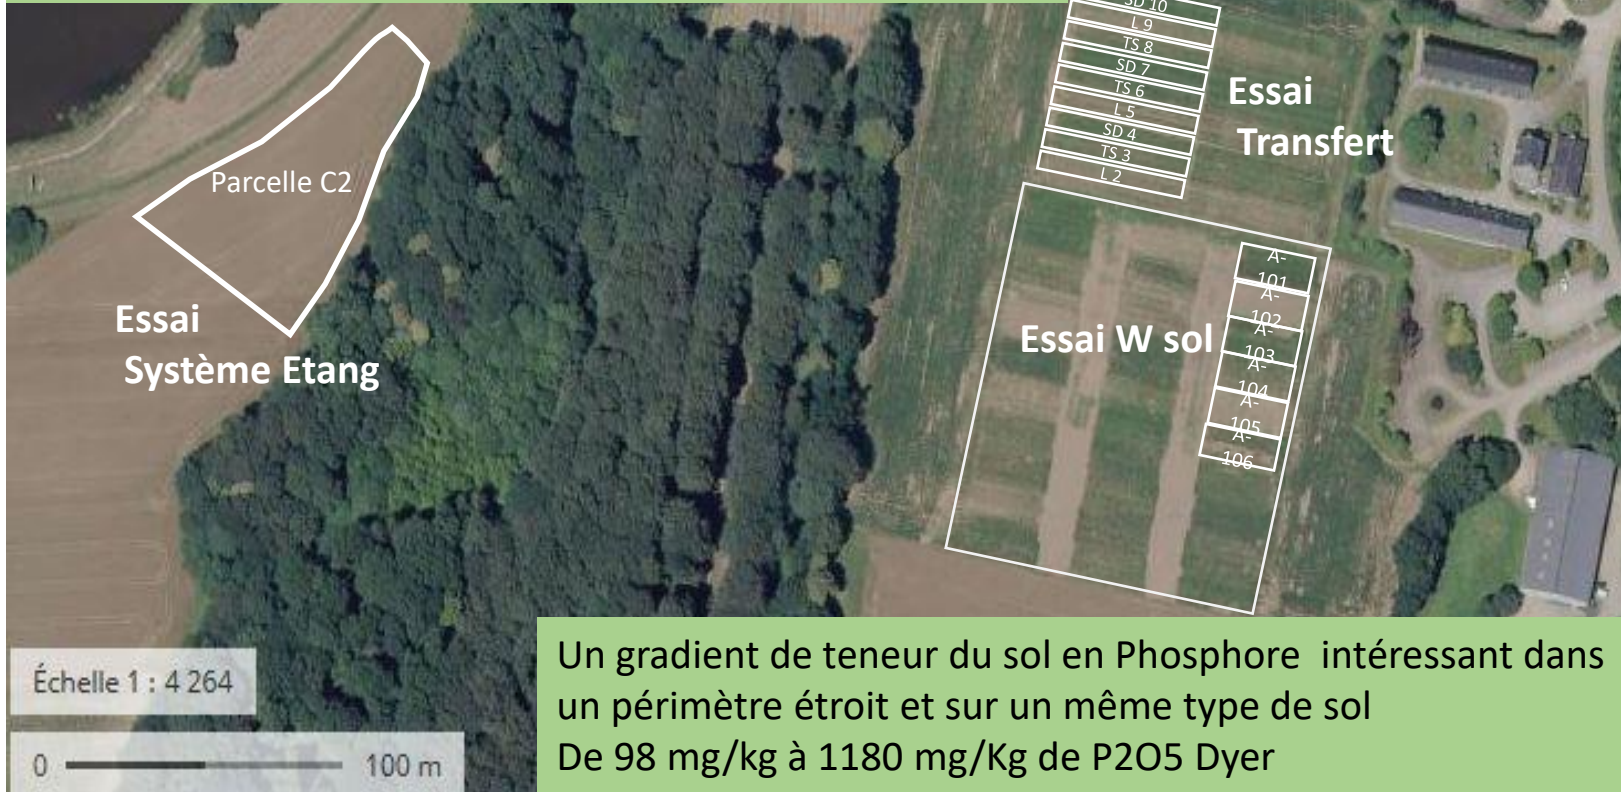 SD 10
L 9
TS 8
SD 7
TS 6
L 5
SD 4
TS 3
L 2
Essai
Transfert
Parcelle C2
Essai
Système Etang
Essai W sol
A-
101
A-
102
A-
103
A-
104
A-
105
A-
106
Échelle 1 : 4 264
0 100 m
Un gradient de teneur du sol en Phosphore intéressant dans
un périmètre étroit et sur un même type de sol
De 98 mg/kg à 1180 mg/Kg de P2O5 Dyer